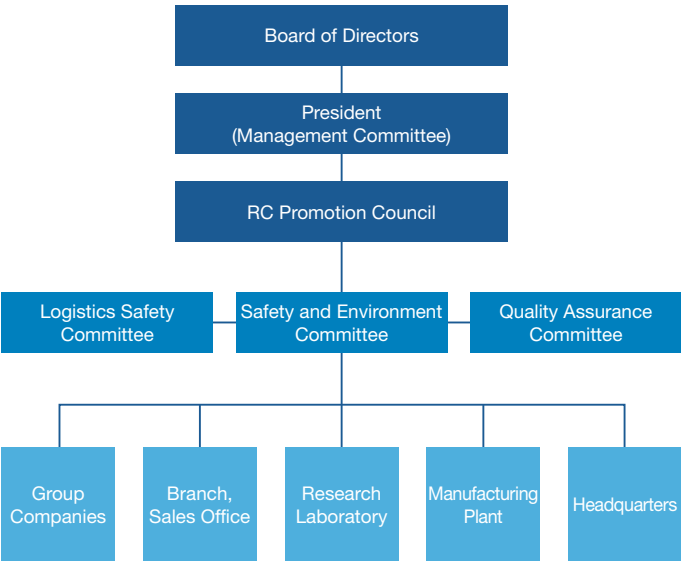 Board of Directors
President
(Management Committee)
RC Promotion Council
Logistics Safety
Committee
Safety and Environment
Committee
Quality Assurance
Committee
Group
Companies
Branch,
Sales Office
Research
Laboratory
Manufacturing
Plant
Headquarters